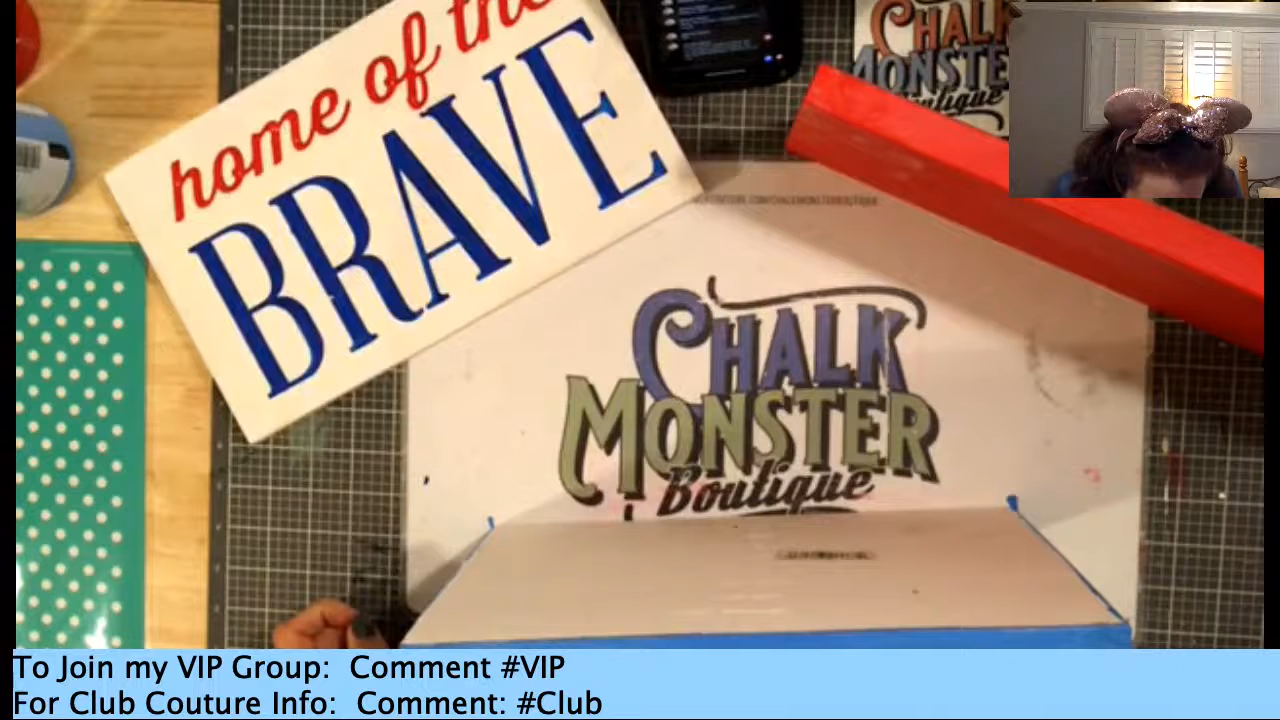 home of the
BRAVE
CHALK
MONSTER
Boutique
CHALK
MONSTER
Boutique
To Join my VIP Group: Comment #VIP
For Club Couture Info: Comment: #Club